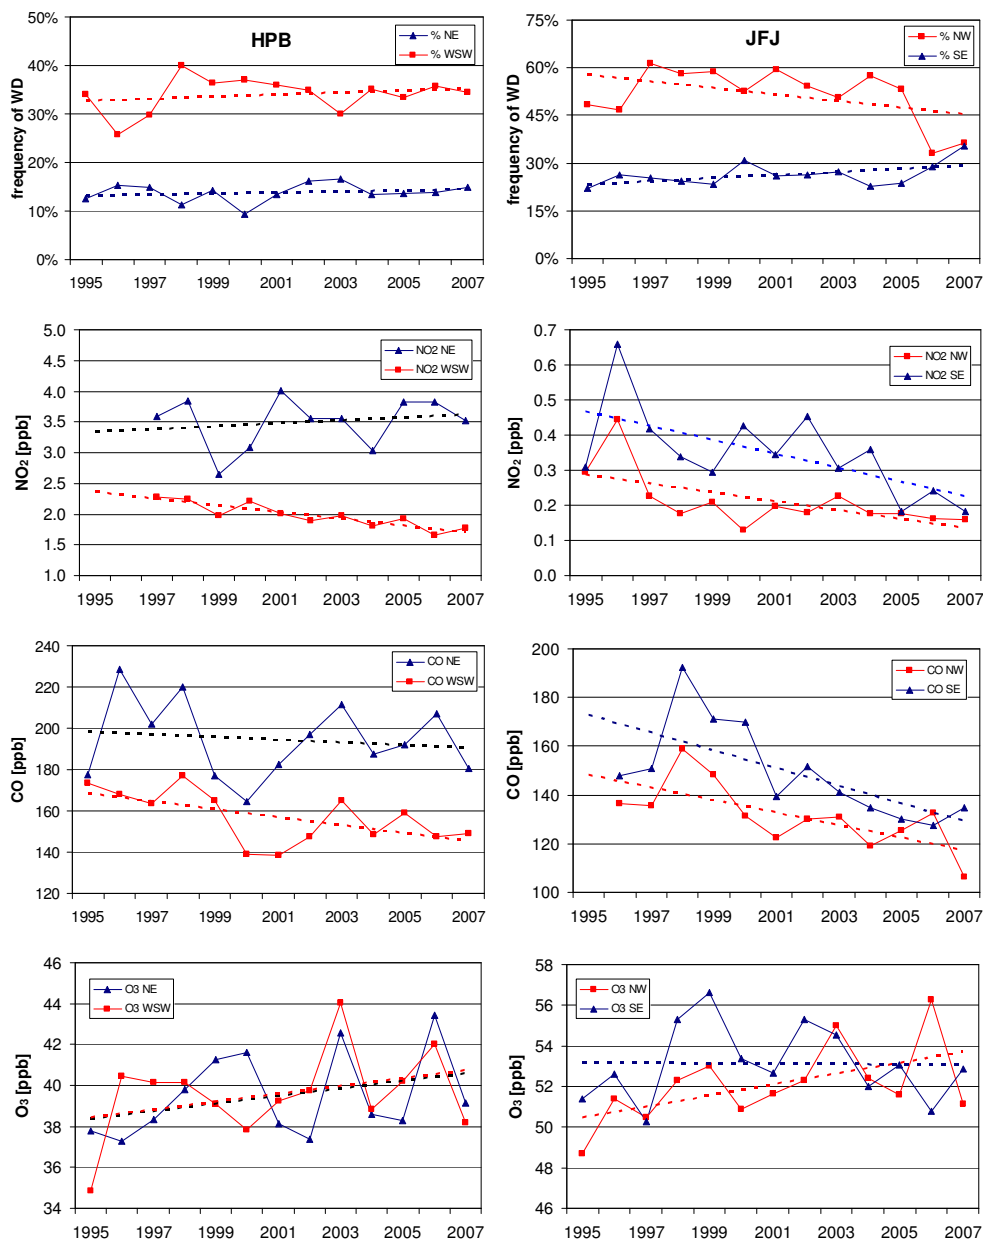 HPB
% NE
% WSW
frequency of WD
50%
40%
30%
20%
10%
0%
1995 1997 1999 2001 2003 2005 2007
JFJ
% NW
% SE
frequency of WD
75%
60%
45%
30%
15%
0%
1995 1997 1999 2001 2003 2005 2007
NO2 NE
NO2 WSW
NO2 [ppb]
5.0
4.5
4.0
3.5
3.0
2.5
2.0
1.5
1.0
1995 1997 1999 2001 2003 2005 2007
NO2 NW
NO2 SE
NO2 [ppb]
0.7
0.6
0.5
0.4
0.3
0.2
0.1
0.0
1995 1997 1999 2001 2003 2005 2007
CO NE
CO WSW
CO [ppb]
240
220
200
180
160
140
120
1995 1997 1999 2001 2003 2005 2007
CO NW
CO SE
CO [ppb]
200
180
160
140
120
100
1995 1997 1999 2001 2003 2005 2007
O3 NE
O3 WSW
O3 [ppb]
46
44
42
40
38
36
34
1995 1997 1999 2001 2003 2005 2007
O3 NW
O3 SE
O3 [ppb]
58
56
54
52
50
48
46
1995 1997 1999 2001 2003 2005 2007